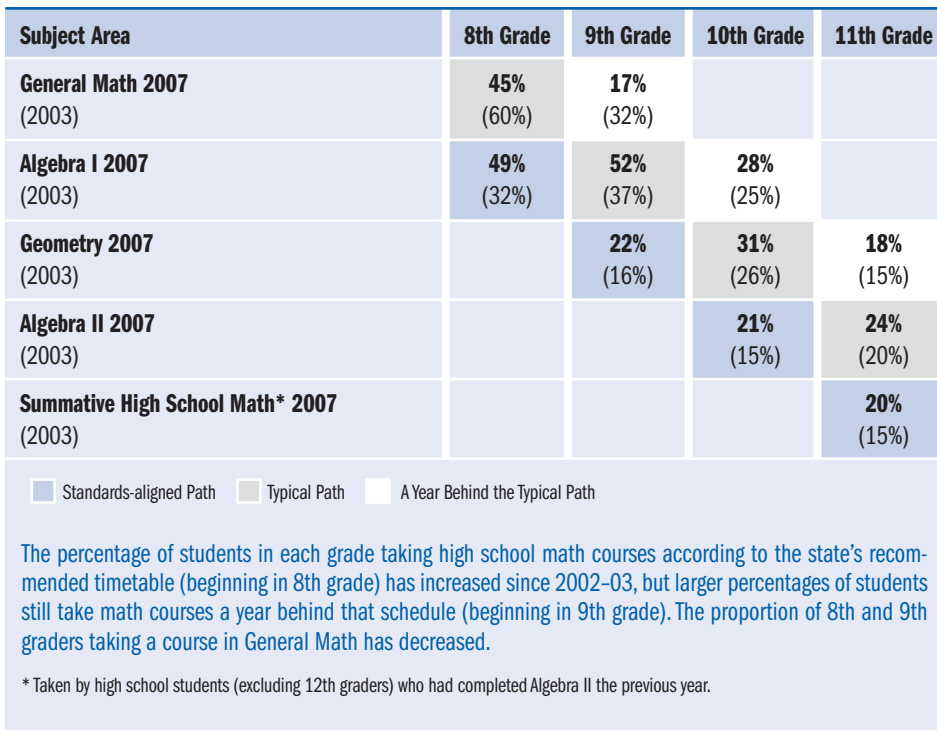 Subject Area 8th Grade 9th Grade 10th Grade 11th Grade
General Math 2007 45% 17%
(2003) (60%) (32%)
Algebra I 2007 49% 52% 28%
(2003) (32%) (37%) (25%)
Geometry 2007 22% 31% 18%
(2003) (16%) (26%) (15%)
Algebra II 2007 21% 24%
(2003) (15%) (20%)
Summative High School Math* 2007 20%
(2003) (15%)
Standards-aligned Path Typical Path A Year Behind the Typical Path
The percentage of students in each grade taking high school math courses according to the state's recom-
mended timetable (beginning in 8th grade) has increased since 2002–03, but larger percentages of students
still take math courses a year behind that schedule (beginning in 9th grade). The proportion of 8th and 9th
graders taking a course in General Math has decreased.
* Taken by high school students (excluding 12th graders) who had completed Algebra II the previous year.